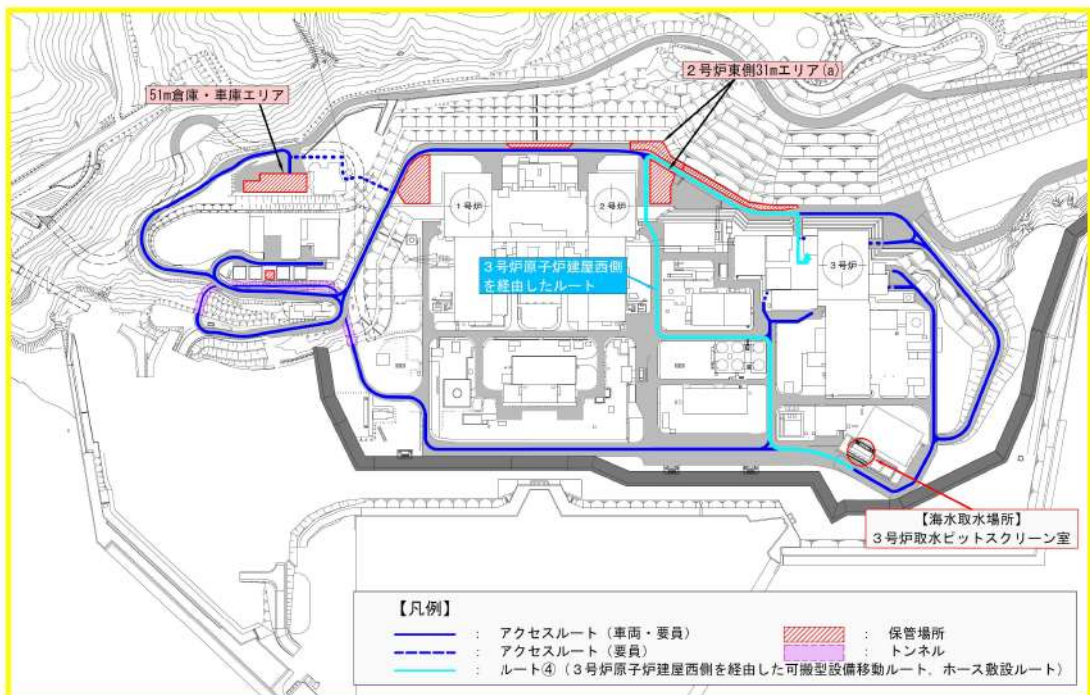 ２号炉東側31mエリア(a)
51m倉庫・車庫エリア
１号炉
２号炉
３号炉
３号炉原子炉建屋西側
を経由したルート
【海水取水場所】
３号炉取水ピットスクリーン室
【凡例】
： アクセスルート（車両・要員）
： 保管場所
： アクセスルート（要員）
： トンネル
： ルート④（３号炉原子炉建屋西側を経由した可搬型設備移動ルート，ホース敷設ルート）